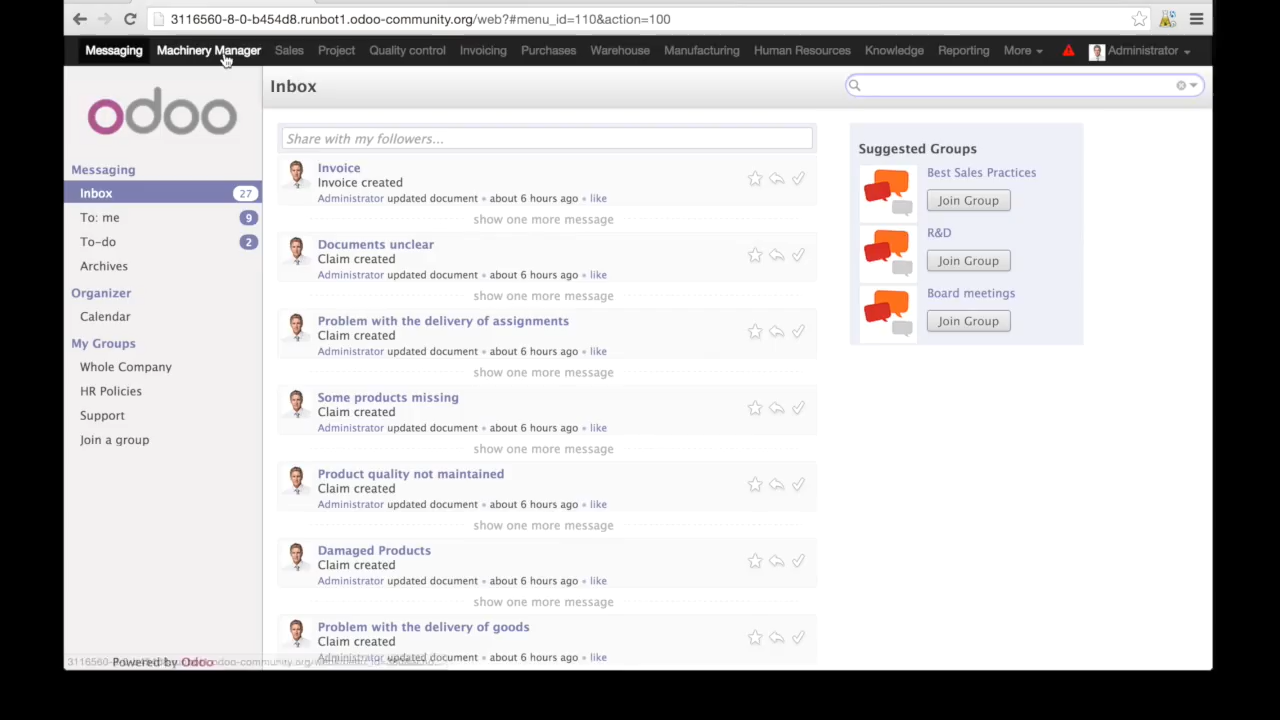 3116560-8-0-b454d8.runbot1.odoo-community.org/web?#menu_id=110&action=100
Messaging Machinery Manager Sales Project Quality control Invoicing Purchases Warehouse Manufacturing Human Resources Knowledge Reporting More Administrator
odoo
Messaging
Inbox 27
To: me 9
To-do 2
Archives
Organizer
Calendar
My Groups
Whole Company
HR Policies
Support
Join a group
Powered by Odoo
Inbox
Share with my followers...
Invoice
Invoice created
Administrator updated document • about 6 hours ago • like
show one more message
Documents unclear
Claim created
Administrator updated document • about 6 hours ago • like
show one more message
Problem with the delivery of assignments
Claim created
Administrator updated document • about 6 hours ago • like
show one more message
Some products missing
Claim created
Administrator updated document • about 6 hours ago • like
show one more message
Product quality not maintained
Claim created
Administrator updated document • about 6 hours ago • like
show one more message
Damaged Products
Claim created
Administrator updated document • about 6 hours ago • like
show one more message
Problem with the delivery of goods
Claim created
Administrator updated document • about 6 hours ago • like
Suggested Groups
Best Sales Practices
Join Group
R&D
Join Group
Board meetings
Join Group